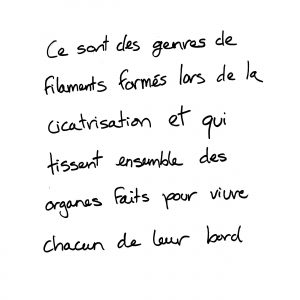 Ce sont des genres de
filaments formés lors de la
cicatrisation et qui
tissent ensemble des
organes faits pour vivre
chacun de leur bord